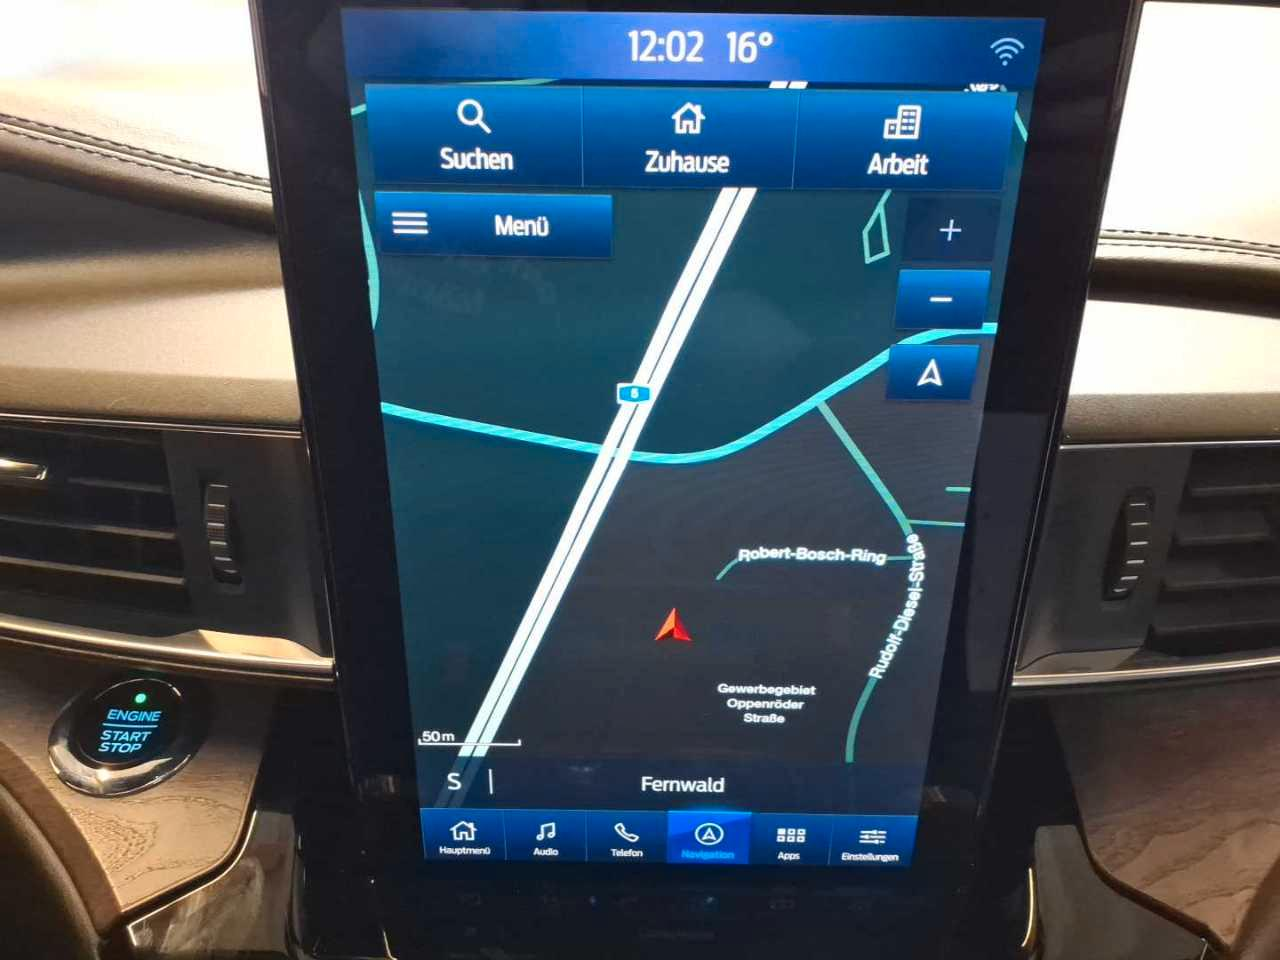 12:02 16°
Suchen
Zuhause
Arbeit
Menü
+
−
5
Robert-Bosch-Ring
Rudolf-Diesel-Straße
Gewerbegebiet
Oppenröder
Straße
50m
S
Fernwald
Hauptmenü
Audio
Telefon
Navigation
Apps
Einstellungen
ENGINE
START
STOP